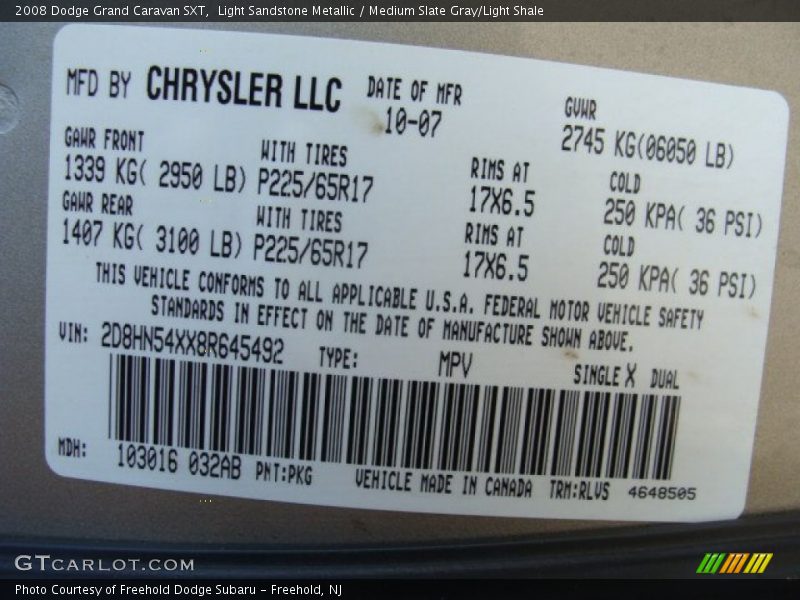 2008 Dodge Grand Caravan SXT,  Light Sandstone Metallic / Medium Slate Gray/Light Shale
MFD BY CHRYSLER LLC DATE OF MFR GVWR
10-07 2745 KG(06050 LB)
GAWR FRONT WITH TIRES RIMS AT COLD
1339 KG( 2950 LB) P225/65R17 17X6.5 250 KPA( 36 PSI)
GAWR REAR WITH TIRES RIMS AT COLD
1407 KG( 3100 LB) P225/65R17 17X6.5 250 KPA( 36 PSI)
THIS VEHICLE CONFORMS TO ALL APPLICABLE U.S.A. FEDERAL MOTOR VEHICLE SAFETY
STANDARDS IN EFFECT ON THE DATE OF MANUFACTURE SHOWN ABOVE.
VIN: 2D8HN54XX8R645492 TYPE: MPV SINGLE X DUAL
MDH: 103016 032AB PNT:PKG VEHICLE MADE IN CANADA TRM:RLVS 4648505
GTCARLOT.COM
Photo Courtesy of Freehold Dodge Subaru - Freehold, NJ